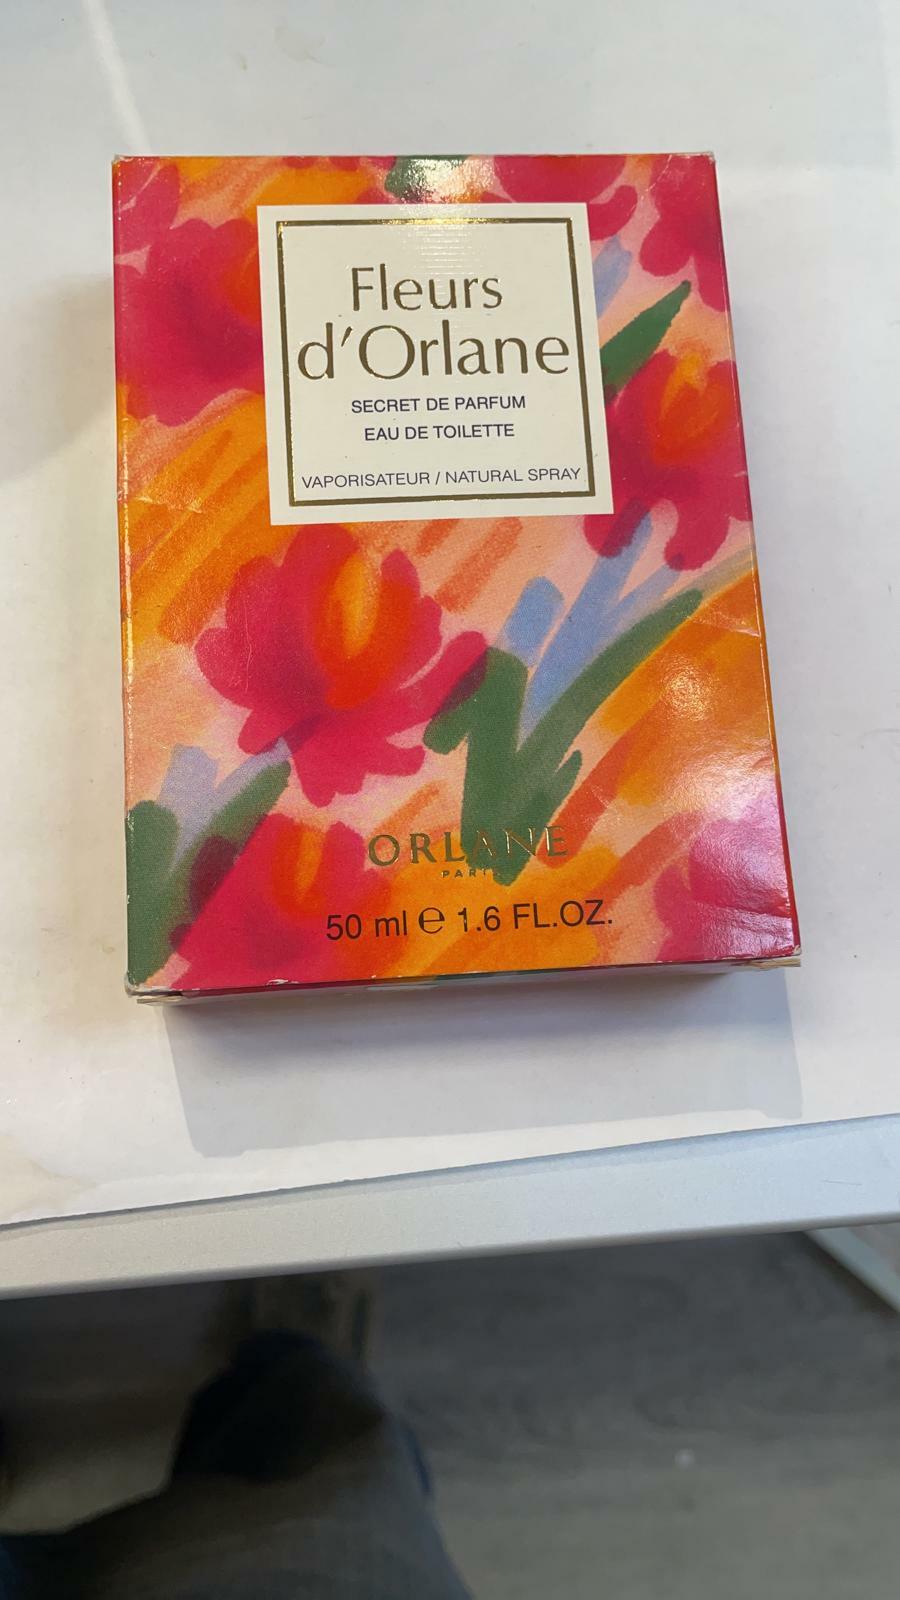 Fleurs
d'Orlane
SECRET DE PARFUM
EAU DE TOILETTE
VAPORISATEUR / NATURAL SPRAY
ORLANE
PARIS
50 ml ℮ 1.6 FL.OZ.